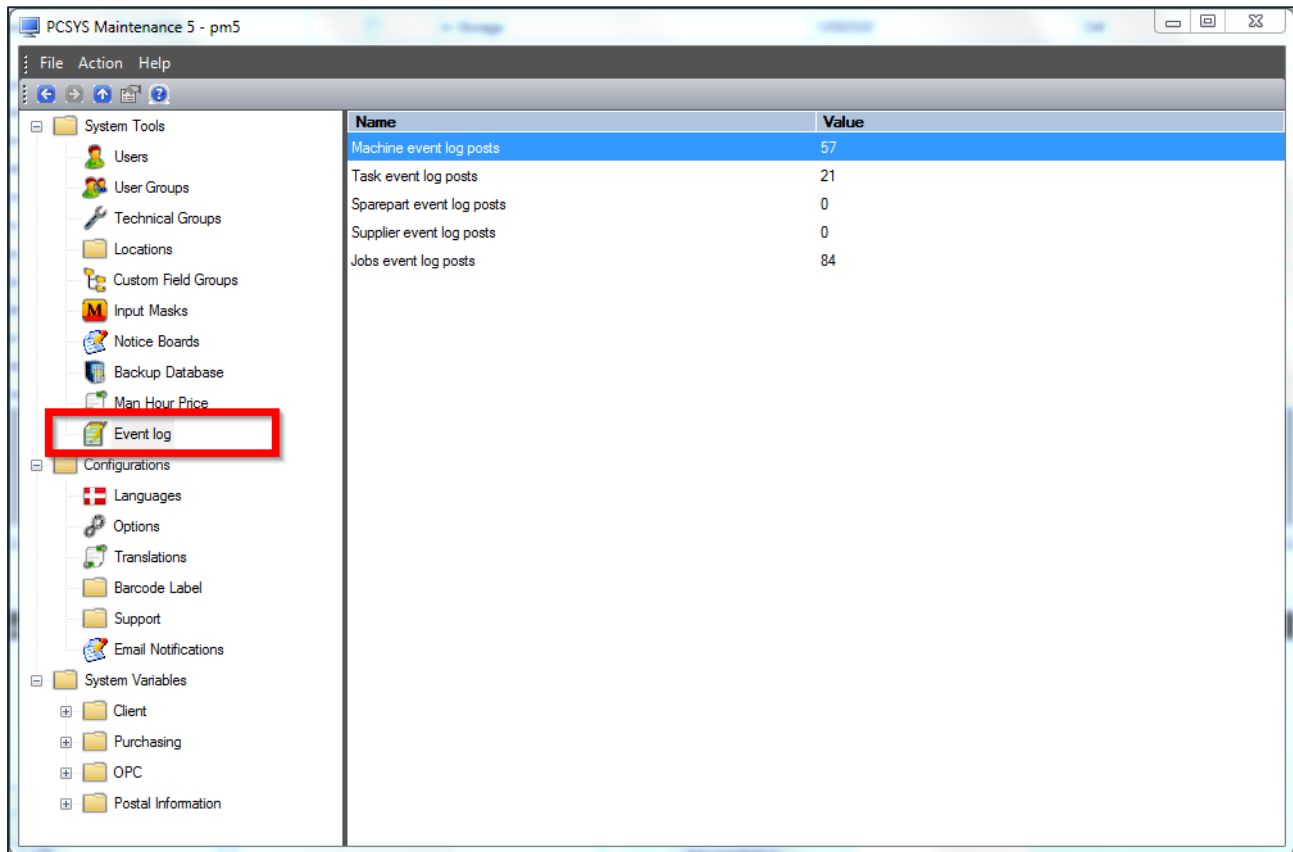 PCSYS Maintenance 5 - pm5
File Action Help
System Tools
Users
User Groups
Technical Groups
Locations
Custom Field Groups
Input Masks
Notice Boards
Backup Database
Man Hour Price
Event log
Configurations
Languages
Options
Translations
Barcode Label
Support
Email Notifications
System Variables
Client
Purchasing
OPC
Postal Information
Name Value
Machine event log posts 57
Task event log posts 21
Sparepart event log posts 0
Supplier event log posts 0
Jobs event log posts 84